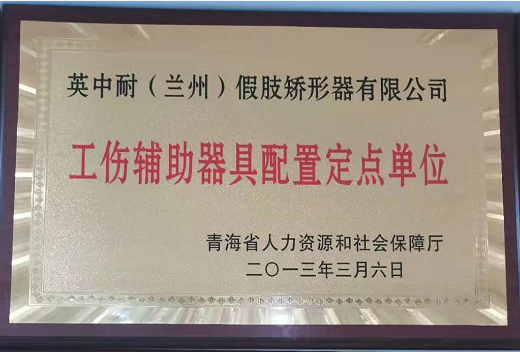 英中耐（兰州）假肢矫形器有限公司
工伤辅助器具配置定点单位
青海省人力资源和社会保障厅
二〇一三年三月六日